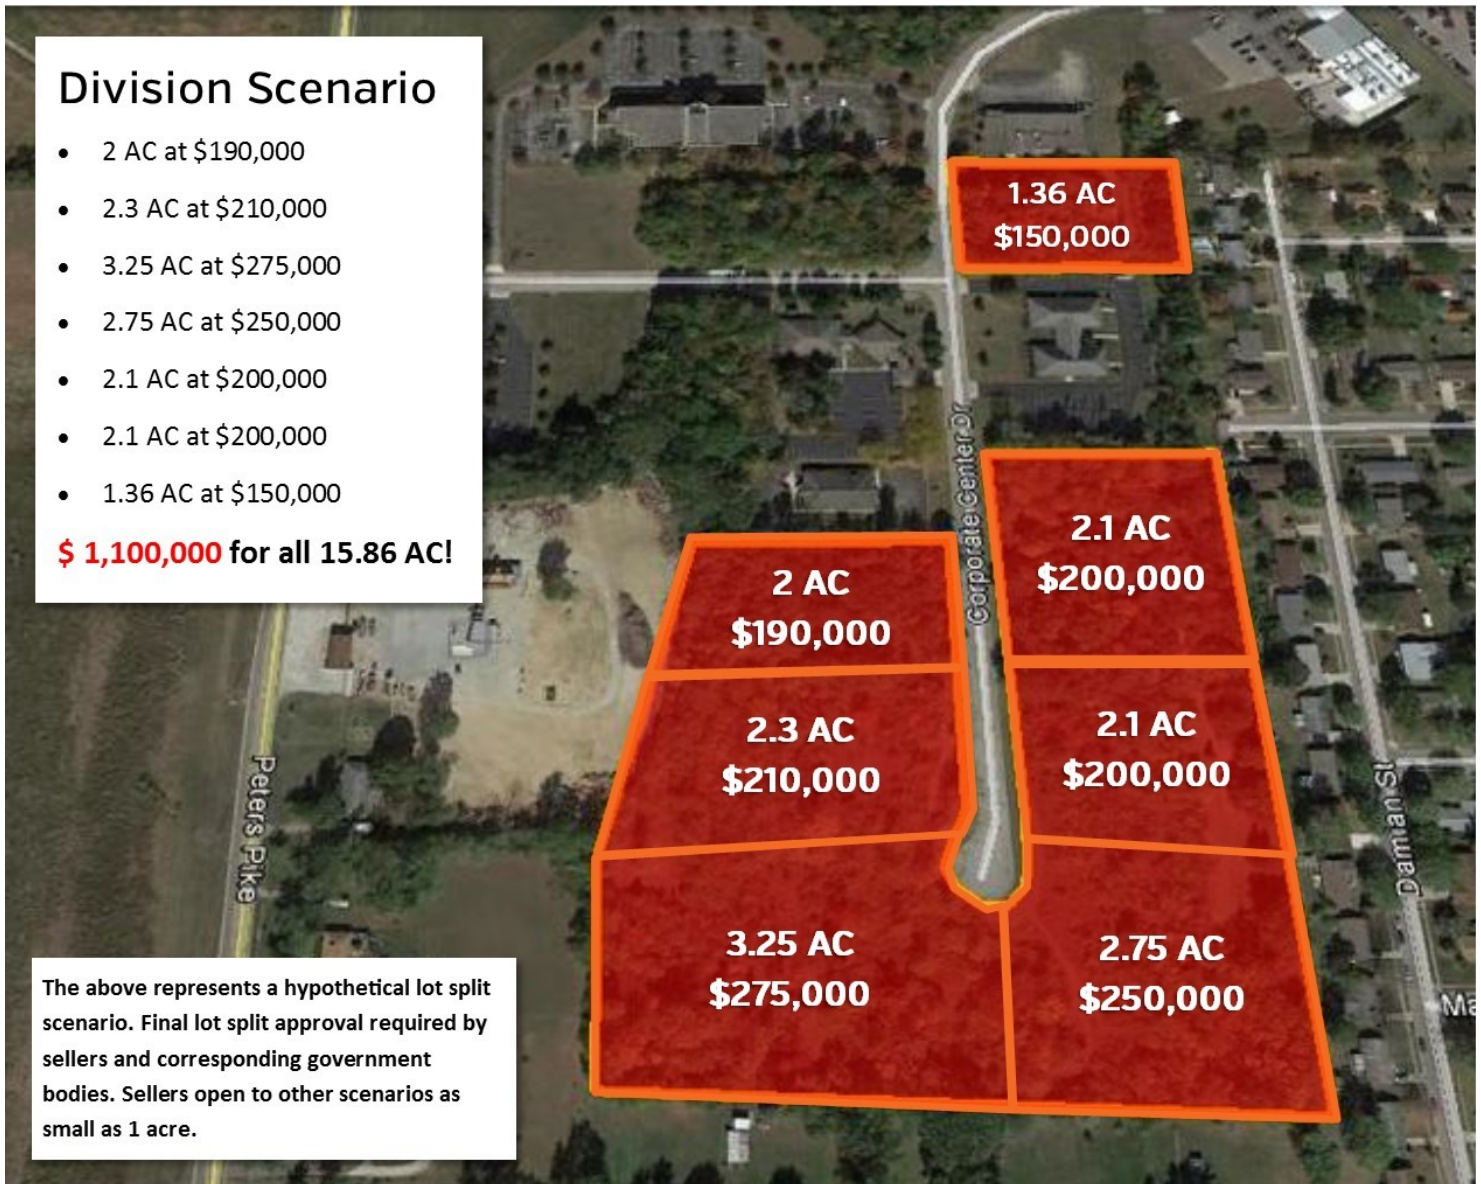 Division Scenario
• 2 AC at $190,000
• 2.3 AC at $210,000
• 3.25 AC at $275,000
• 2.75 AC at $250,000
• 2.1 AC at $200,000
• 2.1 AC at $200,000
• 1.36 AC at $150,000
$ 1,100,000 for all 15.86 AC!
1.36 AC
$150,000
Corporate Center Dr
2.1 AC
$200,000
2 AC
$190,000
2.3 AC
$210,000
2.1 AC
$200,000
Peters Pike
Damian St
3.25 AC
$275,000
2.75 AC
$250,000
Ma
The above represents a hypothetical lot split
scenario. Final lot split approval required by
sellers and corresponding government
bodies. Sellers open to other scenarios as
small as 1 acre.